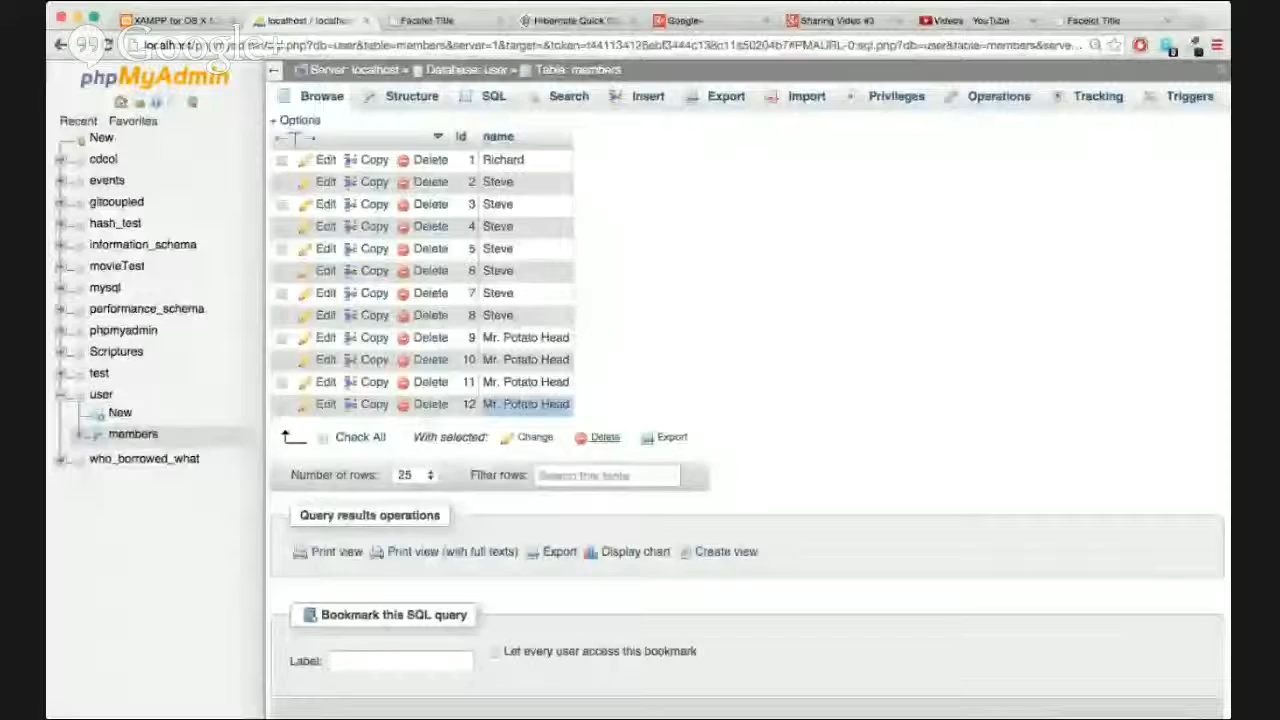 XAMPP for OS X
localhost / localhost
Facelet Title
Hibernate Quick
Google+
Sharing Video #3
Videos YouTube
Facelet Title
Google+
phpMyAdmin
Server: localhost » Database: user » Table: members
Browse Structure SQL Search Insert Export Import Privileges Operations Tracking Triggers
Recent Favorites
New
cdcol
events
gitcoupled
hash_test
information_schema
movieTest
mysql
performance_schema
phpmyadmin
Scriptures
test
user
New
members
who_borrowed_what
+ Options
id name
Edit Copy Delete 1 Richard
Edit Copy Delete 2 Steve
Edit Copy Delete 3 Steve
Edit Copy Delete 4 Steve
Edit Copy Delete 5 Steve
Edit Copy Delete 6 Steve
Edit Copy Delete 7 Steve
Edit Copy Delete 8 Steve
Edit Copy Delete 9 Mr. Potato Head
Edit Copy Delete 10 Mr. Potato Head
Edit Copy Delete 11 Mr. Potato Head
Edit Copy Delete 12 Mr. Potato Head
Check All With selected: Change Delete Export
Number of rows: 25 Filter rows: Search this table
Query results operations
Print view Print view (with full texts) Export Display chart Create view
Bookmark this SQL query
Label: Let every user access this bookmark